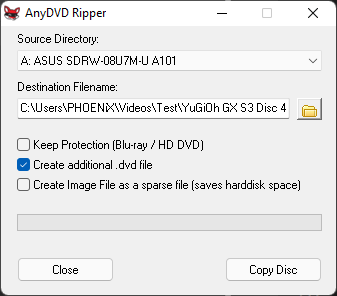 AnyDVD Ripper
Source Directory:
A: ASUS SDRW-08U7M-U A101
Destination Filename:
C:\Users\PHOENiX\Videos\Test\YuGiOh GX S3 Disc 4
Keep Protection (Blu-ray / HD DVD)
Create additional .dvd file
Create Image File as a sparse file (saves harddisk space)
Close
Copy Disc